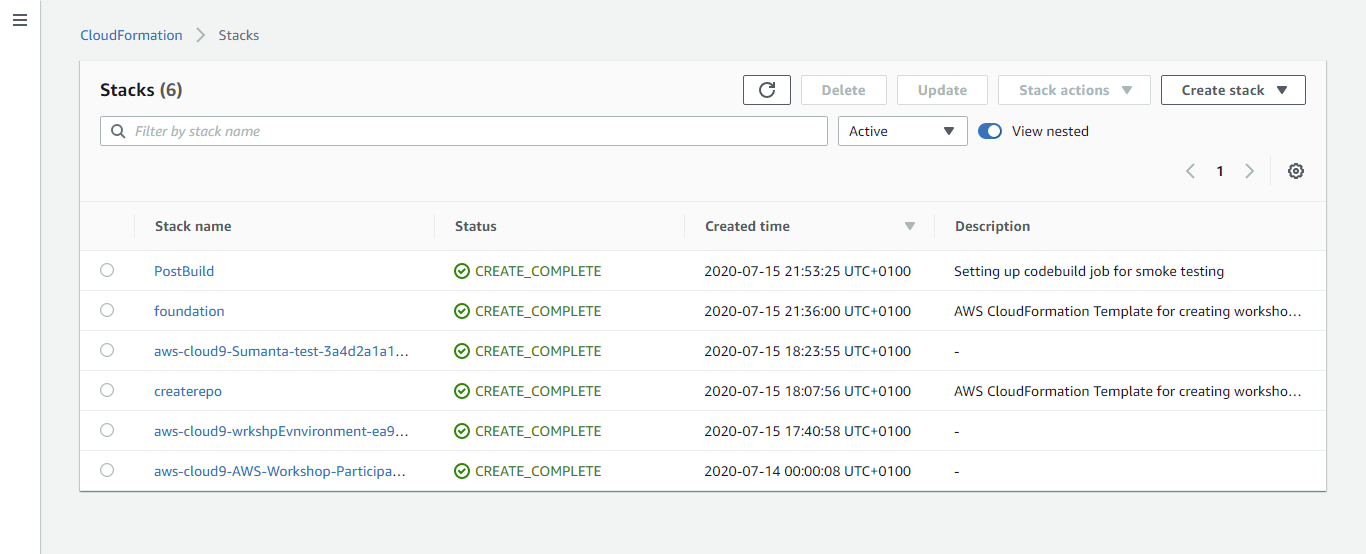 CloudFormation Stacks
Stacks (6) Delete Update Stack actions Create stack
Filter by stack name Active View nested
1
Stack name Status Created time Description
PostBuild CREATE_COMPLETE 2020-07-15 21:53:25 UTC+0100 Setting up codebuild job for smoke testing
foundation CREATE_COMPLETE 2020-07-15 21:36:00 UTC+0100 AWS CloudFormation Template for creating worksho...
aws-cloud9-Sumanta-test-3a4d2a1a1... CREATE_COMPLETE 2020-07-15 18:23:55 UTC+0100 -
createrepo CREATE_COMPLETE 2020-07-15 18:07:56 UTC+0100 AWS CloudFormation Template for creating worksho...
aws-cloud9-wrkshpEvnvironment-ea9... CREATE_COMPLETE 2020-07-15 17:40:58 UTC+0100 -
aws-cloud9-AWS-Workshop-Participa... CREATE_COMPLETE 2020-07-14 00:00:08 UTC+0100 -